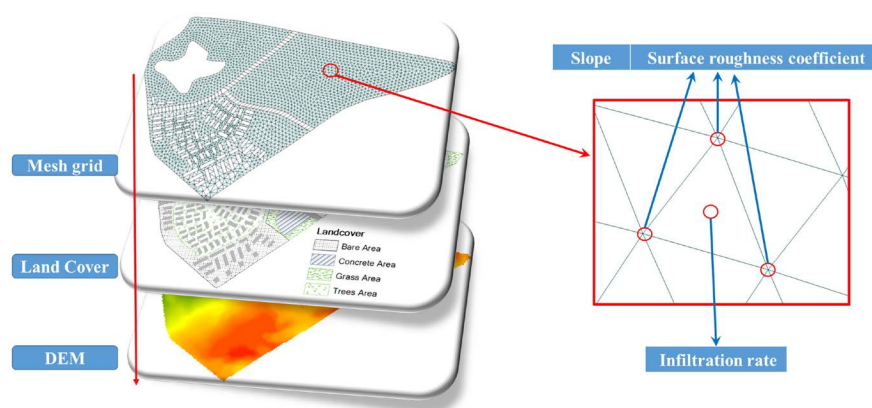 Slope Surface roughness coefficient
Mesh grid
Landcover
Bare Area
Land Cover
Concrete Area
Grass Area
Trees Area
DEM
Infiltration rate